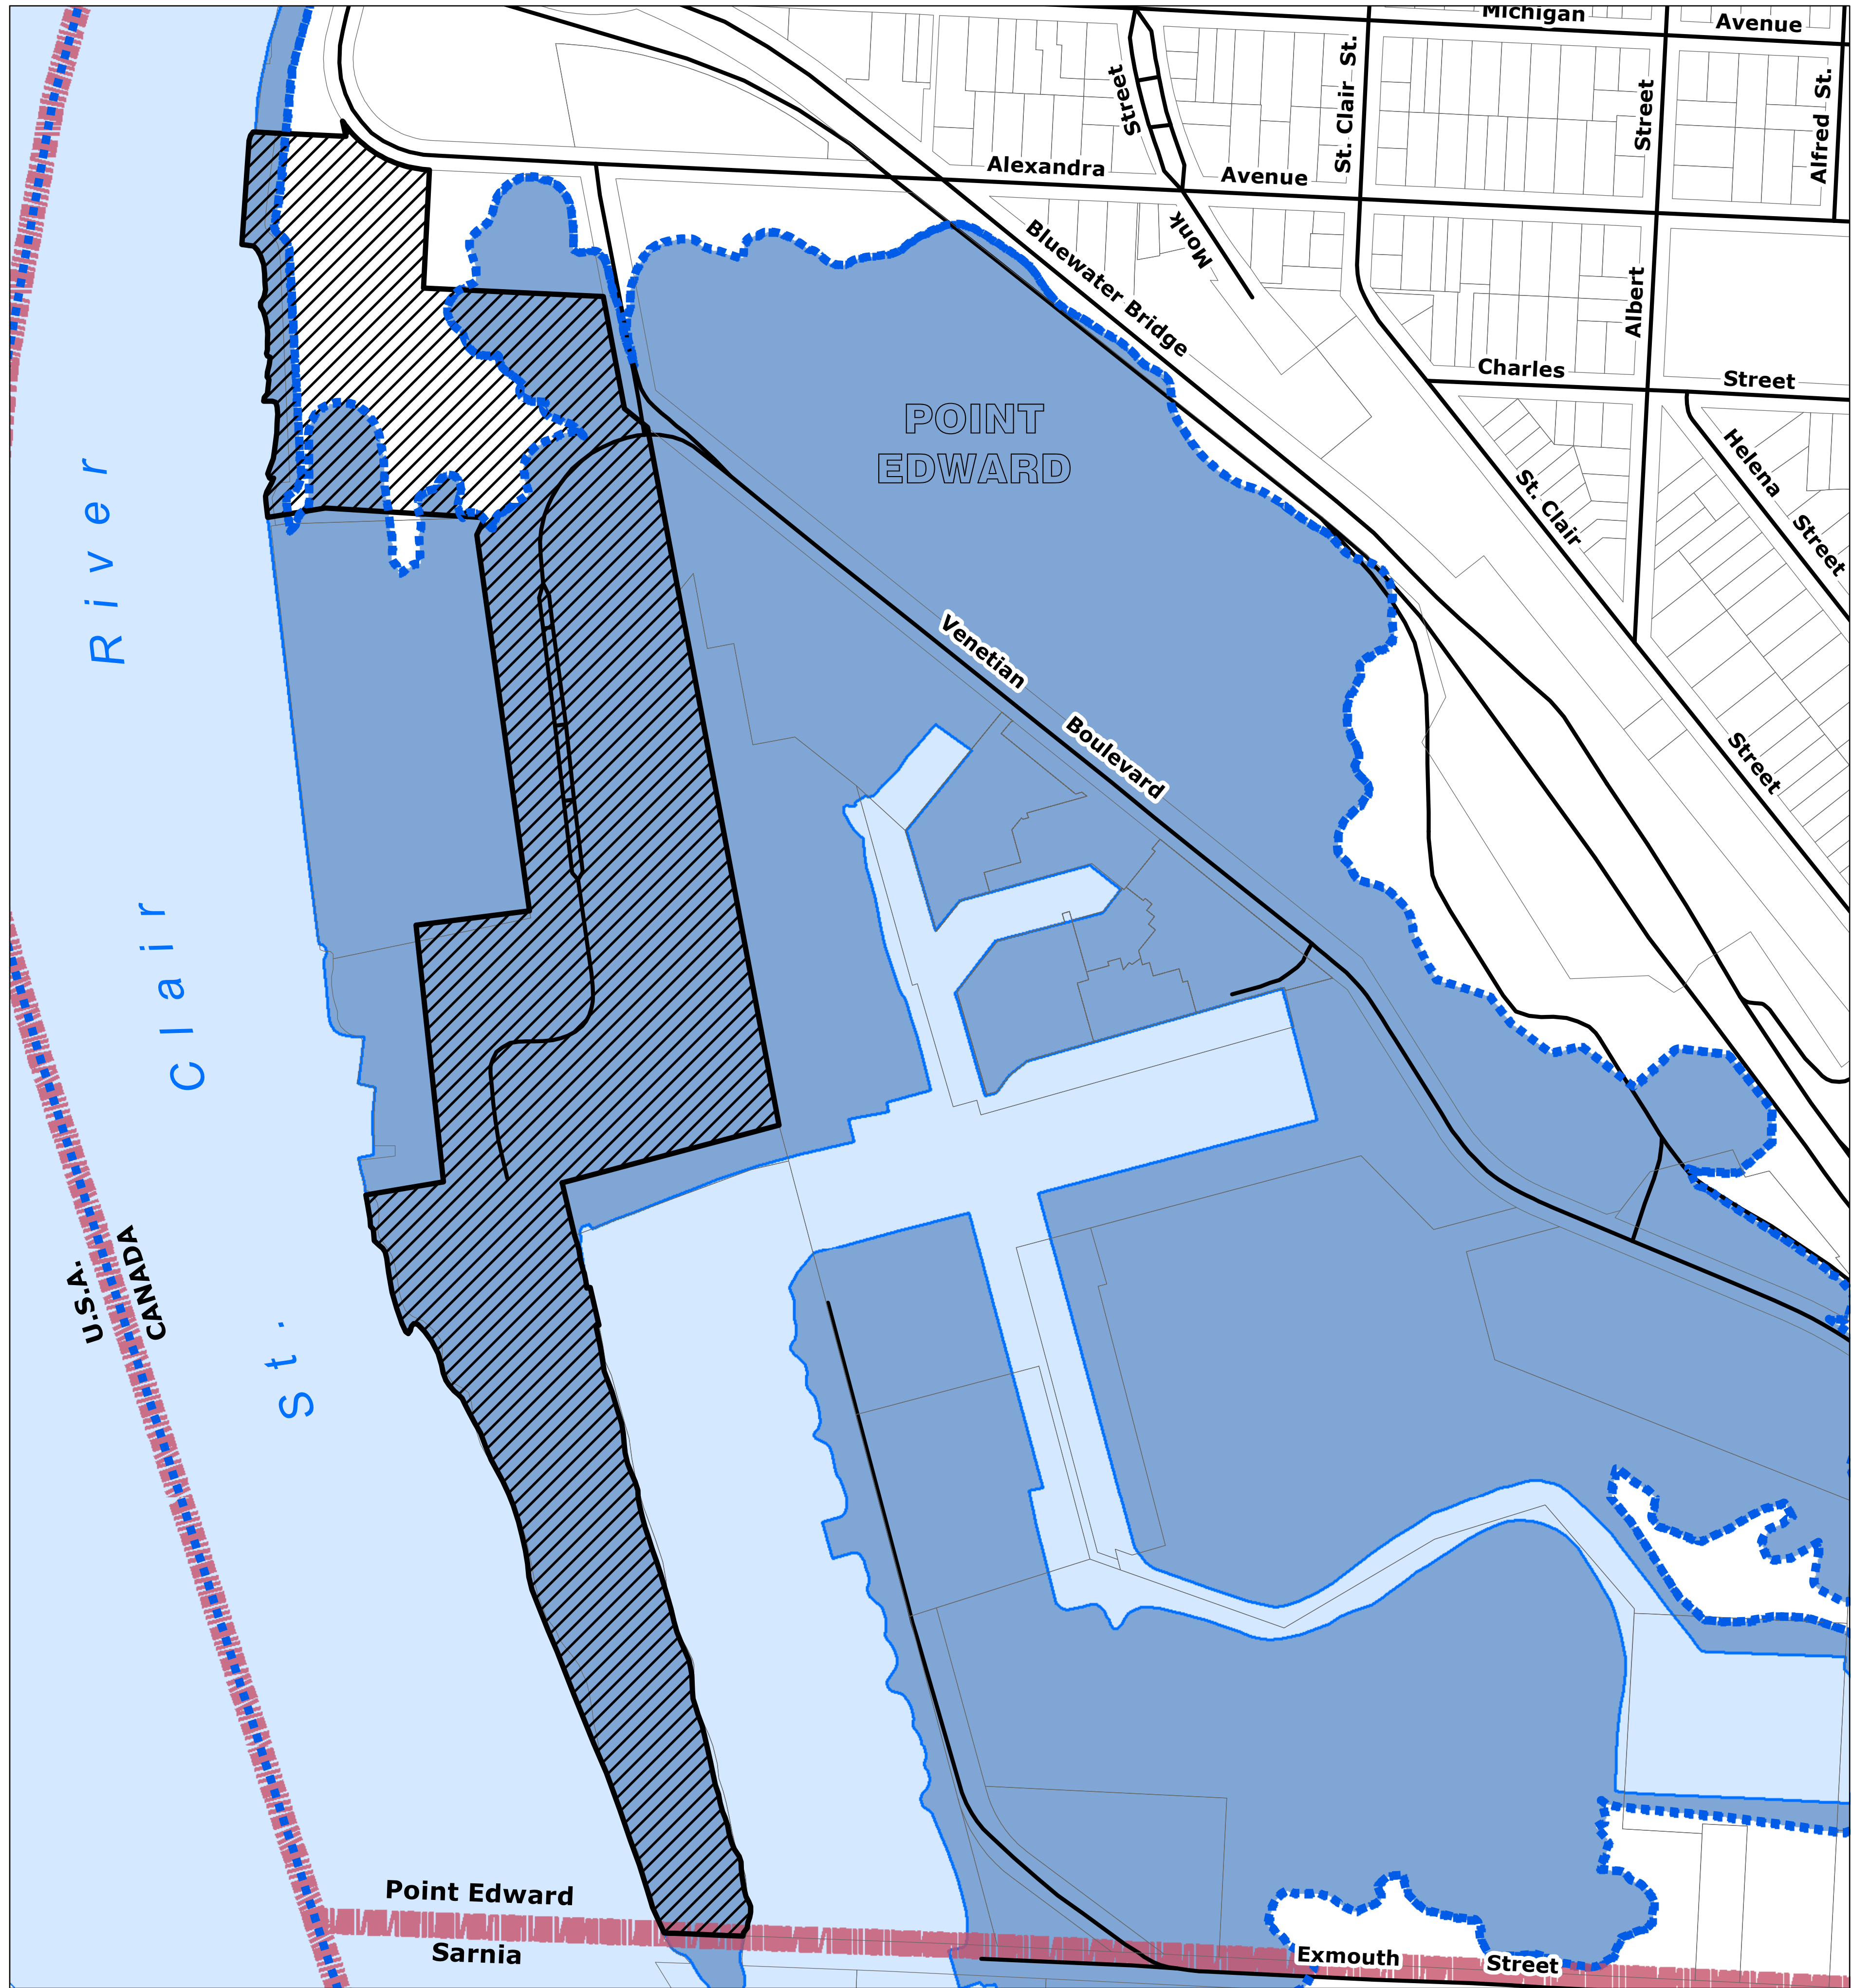 Michigan
Avenue
Street
St. Clair St.
Street
Alfred St.
Alexandra
Avenue
Monk
Bluewater Bridge
Albert
Charles
Street
POINT
EDWARD
Helena
Street
St. Clair
Street
River
Clair
St.
Venetian
Boulevard
U.S.A.
CANADA
Point Edward
Sarnia
Exmouth
Street